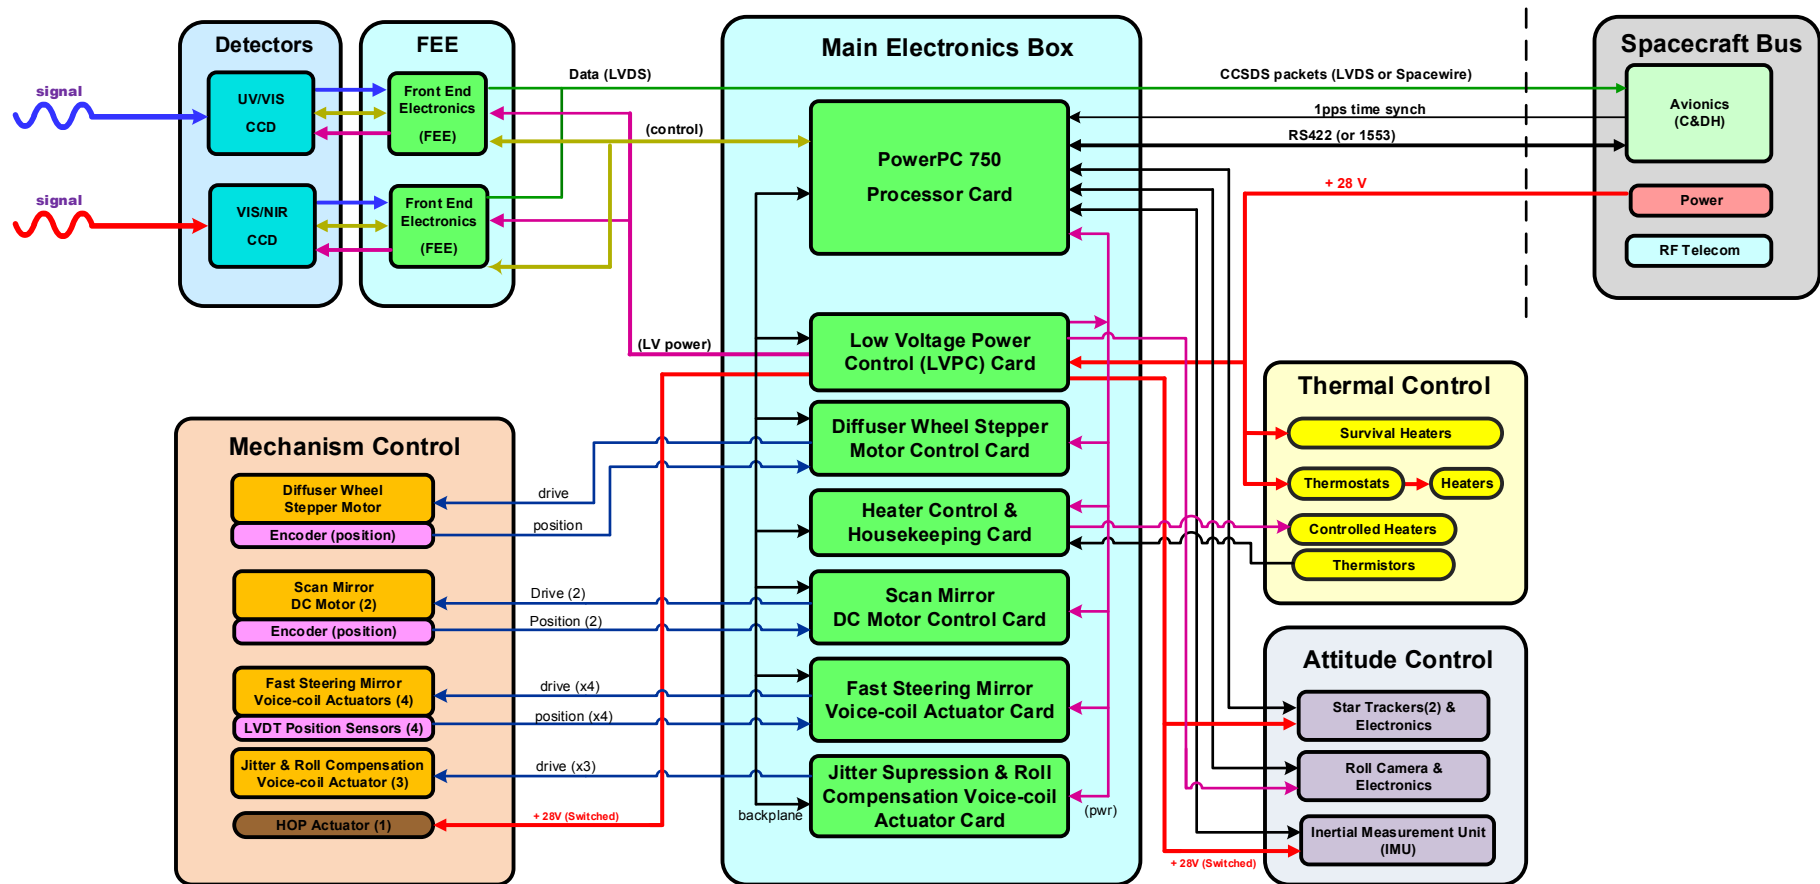 Detectors
FEE
Main Electronics Box
Spacecraft Bus
signal
UV/VIS
CCD
Front End
Electronics
(FEE)
Data (LVDS)
CCSDS packets (LVDS or Spacewire)
1pps time synch
RS422 (or 1553)
Avionics
(C&DH)
(control)
PowerPC 750
Processor Card
+ 28 V
Power
RF Telecom
signal
VIS/NIR
CCD
Front End
Electronics
(FEE)
(LV power)
Low Voltage Power
Control (LVPC) Card
Thermal Control
Survival Heaters
Thermostats
Heaters
Controlled Heaters
Thermistors
Mechanism Control
Diffuser Wheel
Stepper Motor
Encoder (position)
drive
position
Diffuser Wheel Stepper
Motor Control Card
Heater Control &
Housekeeping Card
Scan Mirror
DC Motor (2)
Encoder (position)
Drive (2)
Position (2)
Scan Mirror
DC Motor Control Card
Attitude Control
Fast Steering Mirror
Voice-coil Actuators (4)
LVDT Position Sensors (4)
drive (x4)
position (x4)
Fast Steering Mirror
Voice-coil Actuator Card
Star Trackers(2) &
Electronics
Jitter & Roll Compensation
Voice-coil Actuator (3)
drive (x3)
Jitter Supression & Roll
Compensation Voice-coil
Actuator Card
Roll Camera &
Electronics
HOP Actuator (1)
+ 28V (Switched)
backplane
(pwr)
Inertial Measurement Unit
(IMU)
+ 28V (Switched)